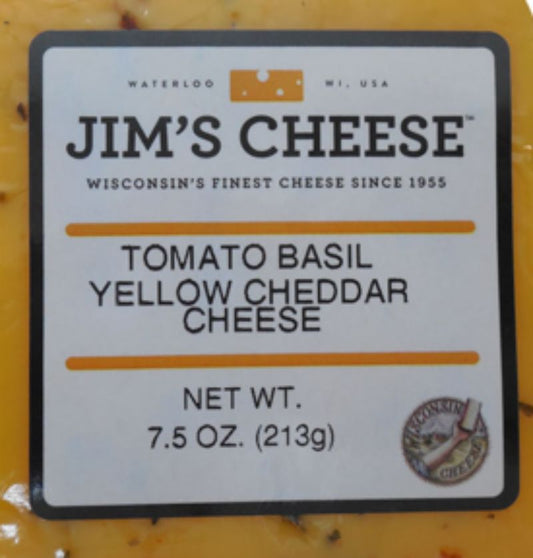 WATERLOO WI, USA
JIM'S CHEESE™
WISCONSIN'S FINEST CHEESE SINCE 1955
TOMATO BASIL
YELLOW CHEDDAR
CHEESE
NET WT.
7.5 OZ. (213g)
WISCONSIN
CHEESE